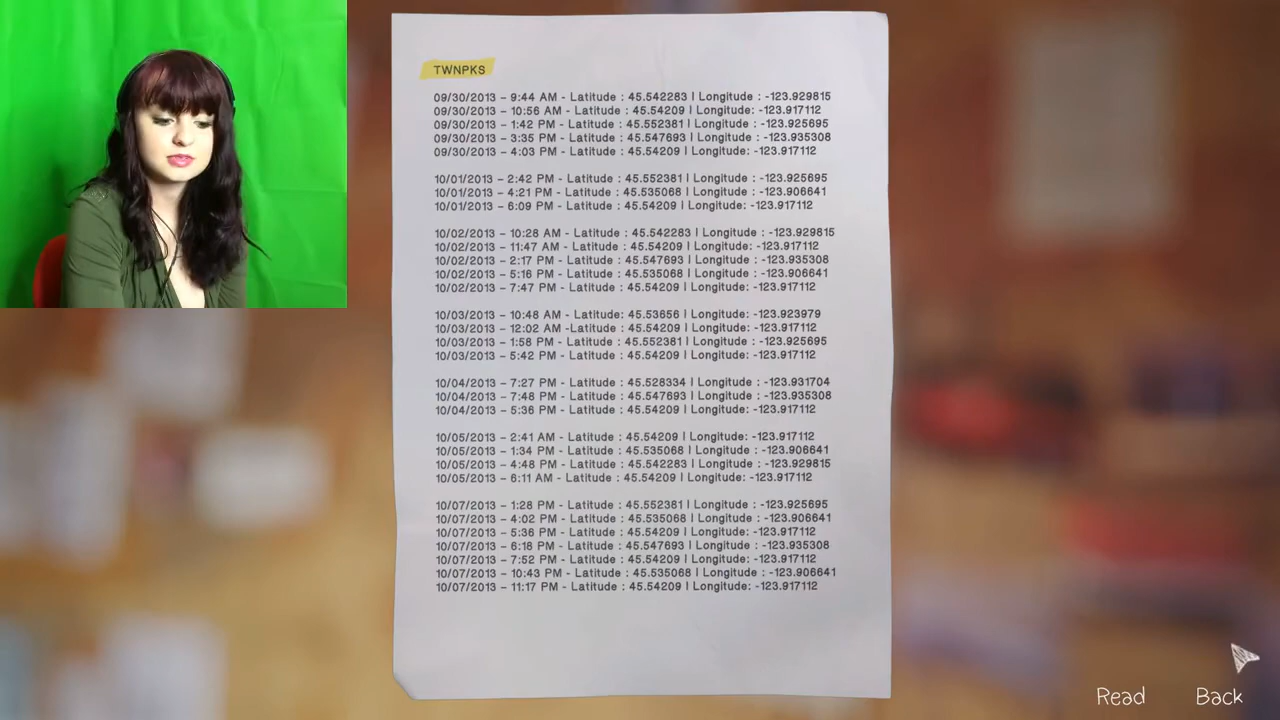 TWNPKS
09/30/2013 – 9:44 AM - Latitude : 45.542283 | Longitude : -123.929815
09/30/2013 – 10:56 AM - Latitude : 45.54209 | Longitude: -123.917112
09/30/2013 – 1:42 PM - Latitude : 45.552381 | Longitude : -123.925695
09/30/2013 – 3:35 PM - Latitude : 45.547693 | Longitude : -123.935308
09/30/2013 – 4:03 PM - Latitude : 45.54209 | Longitude: -123.917112
10/01/2013 – 2:42 PM - Latitude : 45.552381 | Longitude : -123.925695
10/01/2013 – 4:21 PM - Latitude : 45.535068 | Longitude : -123.906641
10/01/2013 – 6:09 PM - Latitude : 45.54209 | Longitude: -123.917112
10/02/2013 – 10:28 AM - Latitude : 45.542283 | Longitude : -123.929815
10/02/2013 – 11:47 AM - Latitude : 45.54209 | Longitude: -123.917112
10/02/2013 – 2:17 PM - Latitude : 45.547693 | Longitude : -123.935308
10/02/2013 – 5:16 PM - Latitude : 45.535068 | Longitude : -123.906641
10/02/2013 – 7:47 PM - Latitude : 45.54209 | Longitude: -123.917112
10/03/2013 – 10:48 AM - Latitude: 45.53656 | Longitude: -123.923979
10/03/2013 – 12:02 AM -Latitude : 45.54209 | Longitude: -123.917112
10/03/2013 – 1:58 PM - Latitude : 45.552381 | Longitude : -123.925695
10/03/2013 – 5:42 PM - Latitude : 45.54209 | Longitude: -123.917112
10/04/2013 – 7:27 PM - Latitude : 45.528334 | Longitude : -123.931704
10/04/2013 – 7:48 PM - Latitude : 45.547693 | Longitude : -123.935308
10/04/2013 – 5:36 PM - Latitude : 45.54209 | Longitude: -123.917112
10/05/2013 – 2:41 AM - Latitude : 45.54209 | Longitude: -123.917112
10/05/2013 – 1:34 PM - Latitude : 45.535068 | Longitude : -123.906641
10/05/2013 – 4:48 PM - Latitude : 45.542283 | Longitude : -123.929815
10/05/2013 – 6:11 AM - Latitude : 45.54209 | Longitude: -123.917112
10/07/2013 – 1:28 PM - Latitude : 45.552381 | Longitude : -123.925695
10/07/2013 – 4:02 PM - Latitude : 45.535068 | Longitude : -123.906641
10/07/2013 – 5:36 PM - Latitude : 45.54209 | Longitude: -123.917112
10/07/2013 – 6:18 PM - Latitude : 45.547693 | Longitude : -123.935308
10/07/2013 – 7:52 PM - Latitude : 45.54209 | Longitude: -123.917112
10/07/2013 – 10:43 PM - Latitude : 45.535068 | Longitude : -123.906641
10/07/2013 – 11:17 PM - Latitude : 45.54209 | Longitude: -123.917112
Read Back